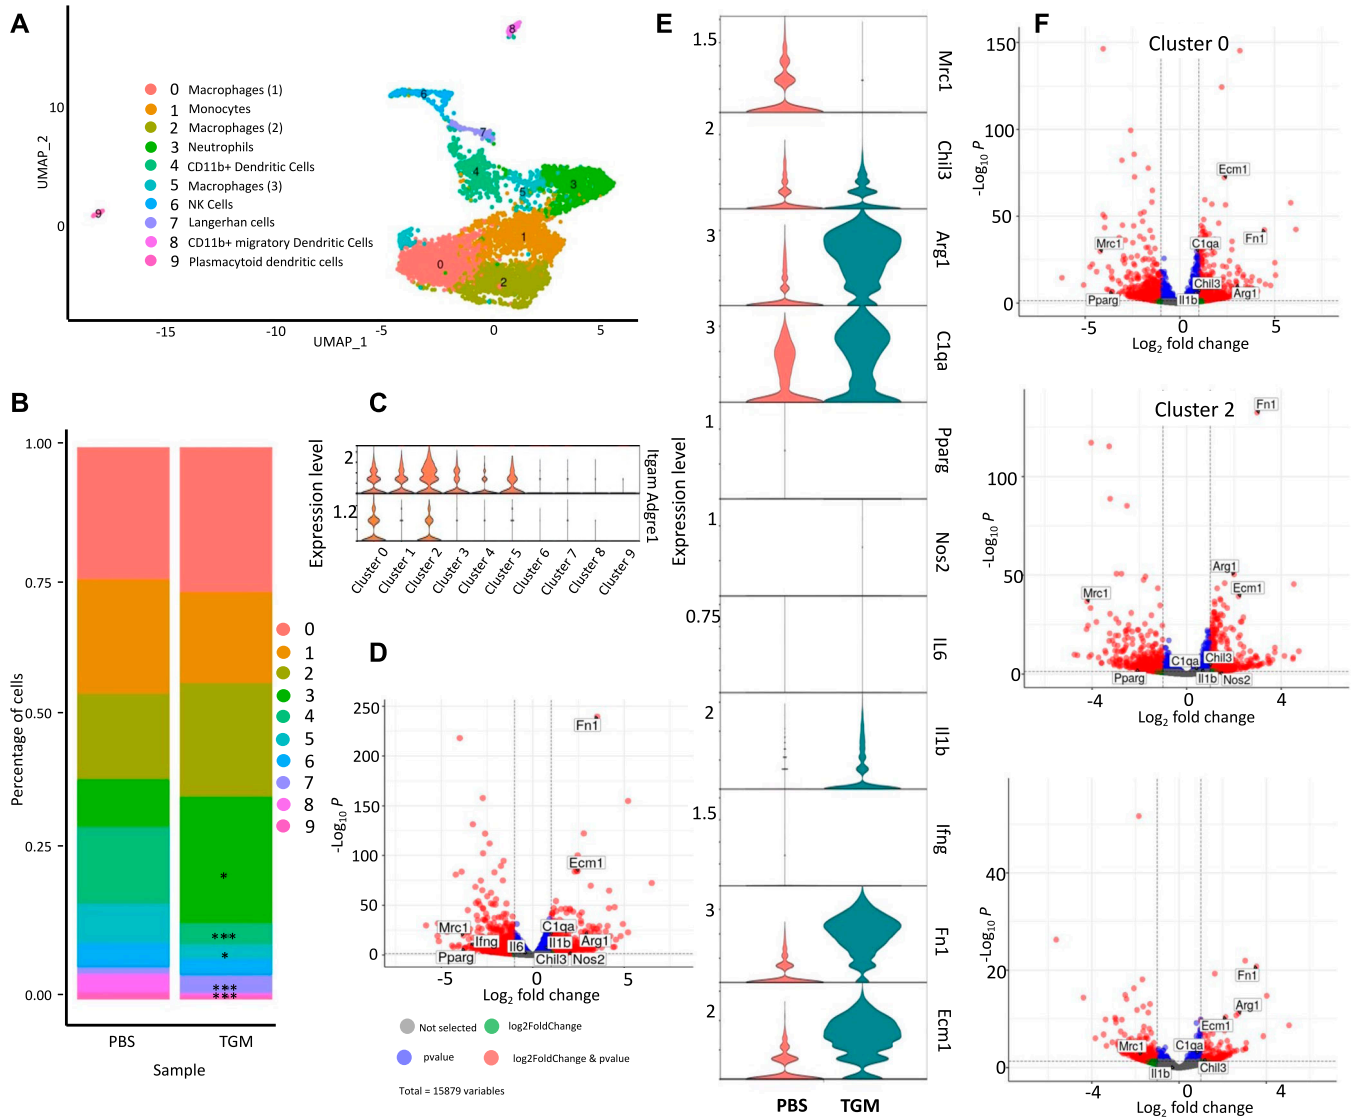 A
10
0
UMAP_2
-15
-10
-5
0
5
UMAP_1
0 Macrophages (1)
1 Monocytes
2 Macrophages (2)
3 Neutrophils
4 CD11b+ Dendritic Cells
5 Macrophages (3)
6 NK Cells
7 Langerhan cells
8 CD11b+ migratory Dendritic Cells
9 Plasmacytoid dendritic cells
8
6
7
4
5
3
9
1
0
2
B
1.00
0.75
0.50
0.25
0.00
Percentage of cells
*
***
*
***
***
PBS
TGM
Sample
0
1
2
3
4
5
6
7
8
9
C
Expression level
2
1.2
Itgam Adgre1
Cluster 0
Cluster 1
Cluster 2
Cluster 3
Cluster 4
Cluster 5
Cluster 6
Cluster 7
Cluster 8
Cluster 9
D
250
200
150
100
50
0
-Log10 P
Fn1
Ecm1
Mrc1
C1qa
Ifng
Il6
Il1b
Arg1
Pparg
Chil3
Nos2
-5
0
5
Log2 fold change
Not selected
log2FoldChange
pvalue
log2FoldChange & pvalue
Total = 15879 variables
E
Expression level
1.5
Mrc1
2
Chil3
3
Arg1
3
C1qa
1
Pparg
1
Nos2
0.75
IL6
2
Il1b
1.5
Ifng
3
Fn1
2
Ecm1
PBS
TGM
F
Cluster 0
150
100
50
0
-Log10 P
Ecm1
Mrc1
C1qa
Fn1
Chil3
Pparg
Il1b
Arg1
-5
0
5
Log2 fold change
Cluster 2
100
50
0
-Log10 P
Fn1
Arg1
Mrc1
Ecm1
C1qa
Chil3
Pparg
Il1b
Nos2
-4
0
4
Log2 fold change
40
20
0
-Log10 P
Fn1
Arg1
Ecm1
Mrc1
C1qa
Il1b
Chil3
-4
0
4
Log2 fold change